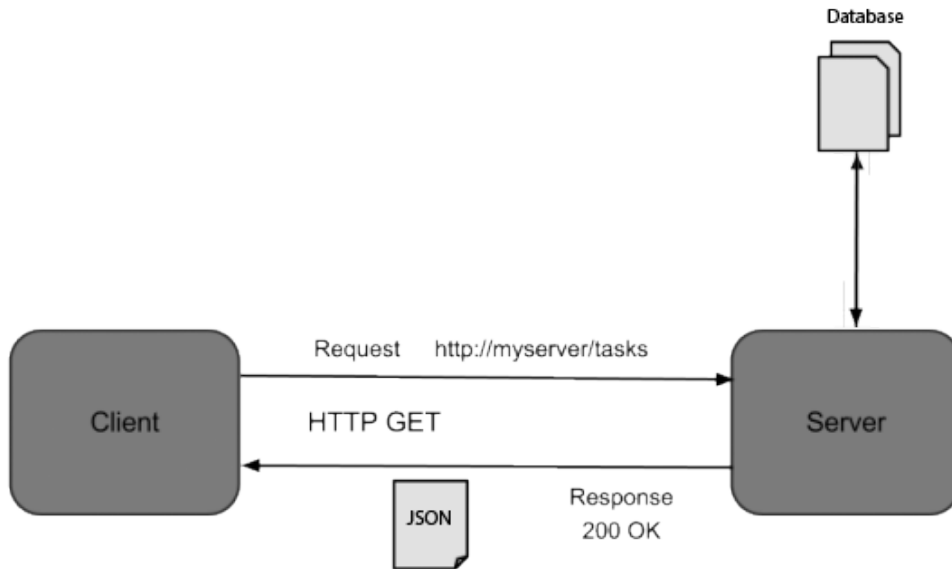 Database
Request http://myserver/tasks
Client
HTTP GET
Server
JSON
Response
200 OK